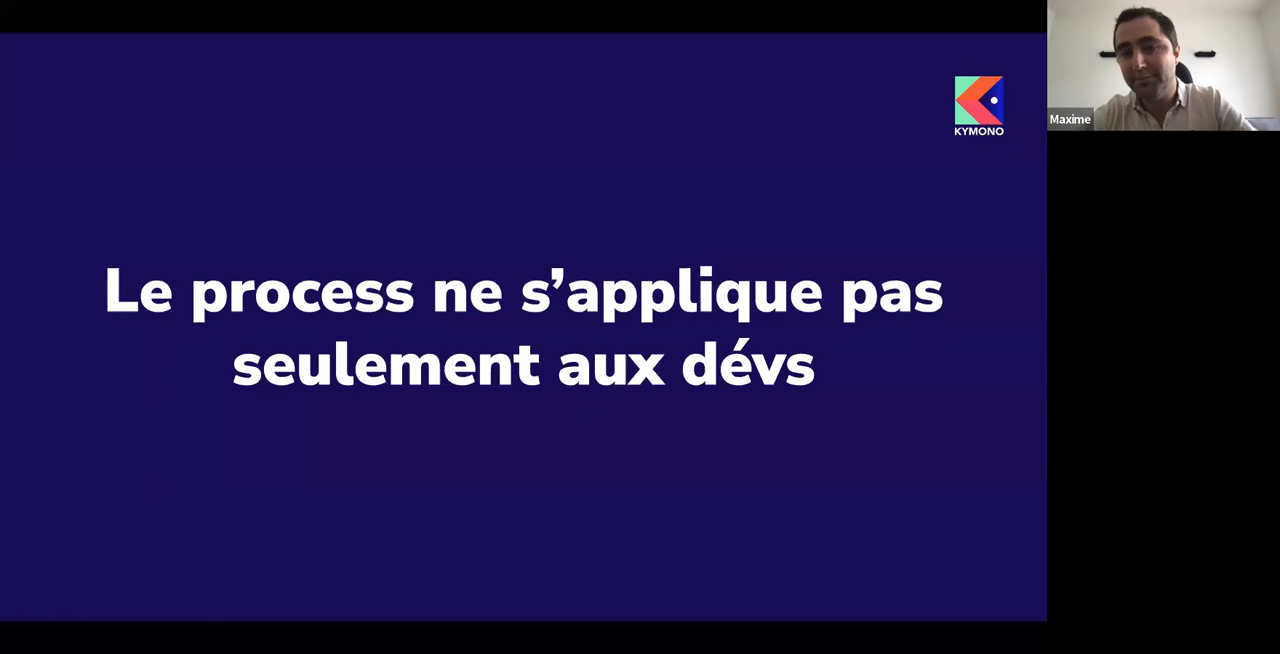 KYMONO
Maxime
Le process ne s’applique pas
seulement aux dévs